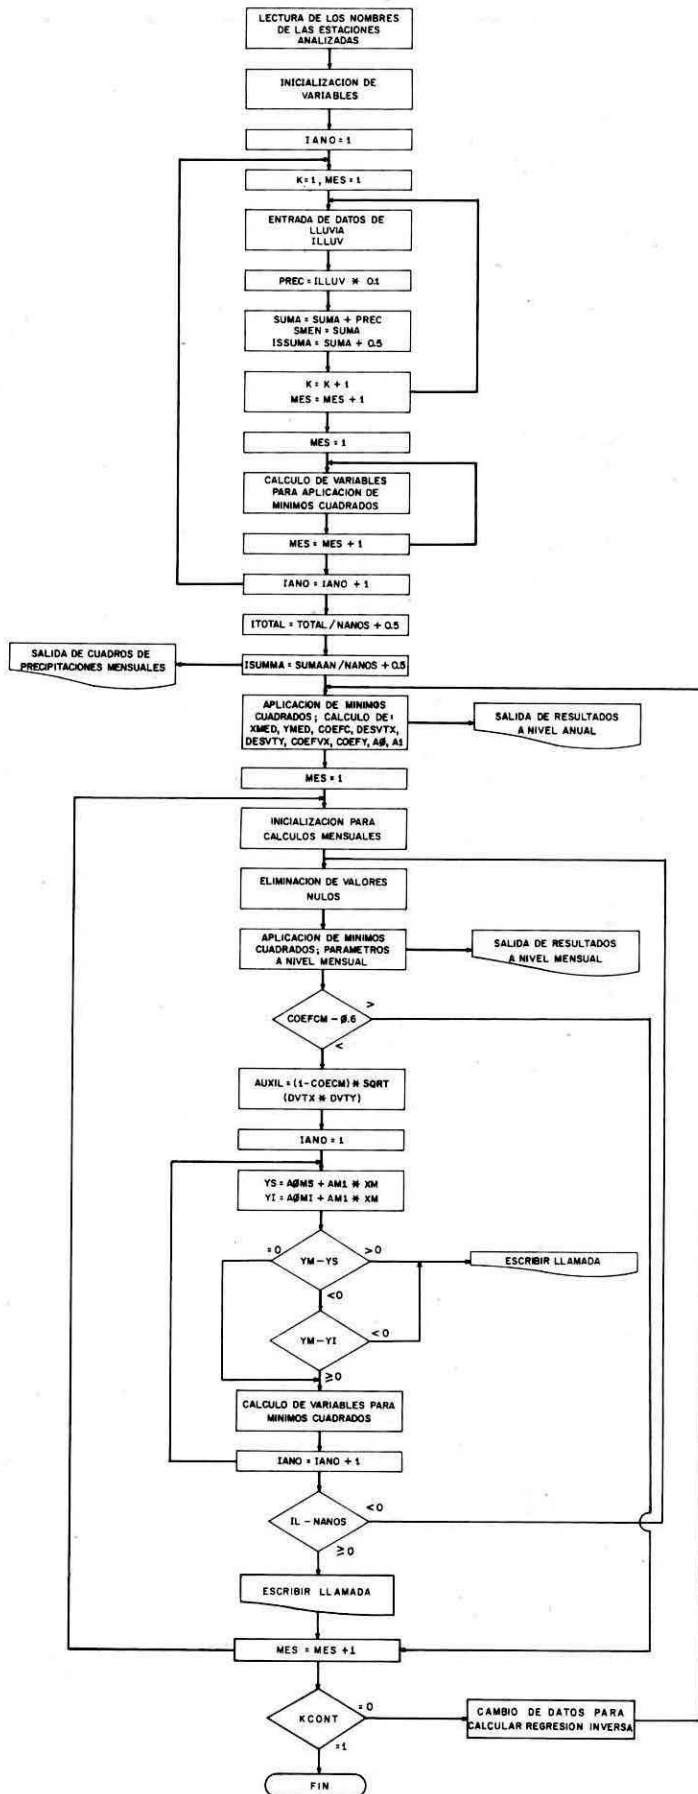 LECTURA DE LOS NOMBRES
DE LAS ESTACIONES
ANALIZADAS
INICIALIZACION DE
VARIABLES
IANO=1
K=1, MES=1
ENTRADA DE DATOS DE
LLUVIA
ILLUV
PREC=ILLUV * 0.1
SUMA = SUMA + PREC
SMEN = SUMA
ISSUMA = SUMA + 0.5
K = K + 1
MES = MES + 1
MES = 1
CALCULO DE VARIABLES
PARA APLICACION DE
MINIMOS CUADRADOS
MES = MES + 1
IANO = IANO + 1
ITOTAL = TOTAL / NANOS + 0.5
SALIDA DE CUADROS DE
PRECIPITACIONES MENSUALES
ISUMMA = SUMAAN / NANOS + 0.5
APLICACION DE MINIMOS
CUADRADOS; CALCULO DE:
XMED, YMED, COEFC, DESVTX,
DESVTY, COEFVX, COEFY, AØ, A1
SALIDA DE RESULTADOS
A NIVEL ANUAL
MES = 1
INICIALIZACION PARA
CALCULOS MENSUALES
ELIMINACION DE VALORES
NULOS
APLICACION DE MINIMOS
CUADRADOS; PARAMETROS
A NIVEL MENSUAL
SALIDA DE RESULTADOS
A NIVEL MENSUAL
COEFCM - Ø.6
>
<
AUXIL = (1-COECM) * SQRT
(DVTX * DVTY)
IANO = 1
YS = AØMS + AM1 * XM
YI = AØMI + AM1 * XM
=0
YM-YS
>0
ESCRIBIR LLAMADA
<0
YM-YI
<0
≥0
CALCULO DE VARIABLES PARA
MINIMOS CUADRADOS
IANO = IANO + 1
IL - NANOS
<0
≥0
ESCRIBIR LLAMADA
MES = MES +1
KCONT
=0
CAMBIO DE DATOS PARA
CALCULAR REGRESION INVERSA
=1
FIN